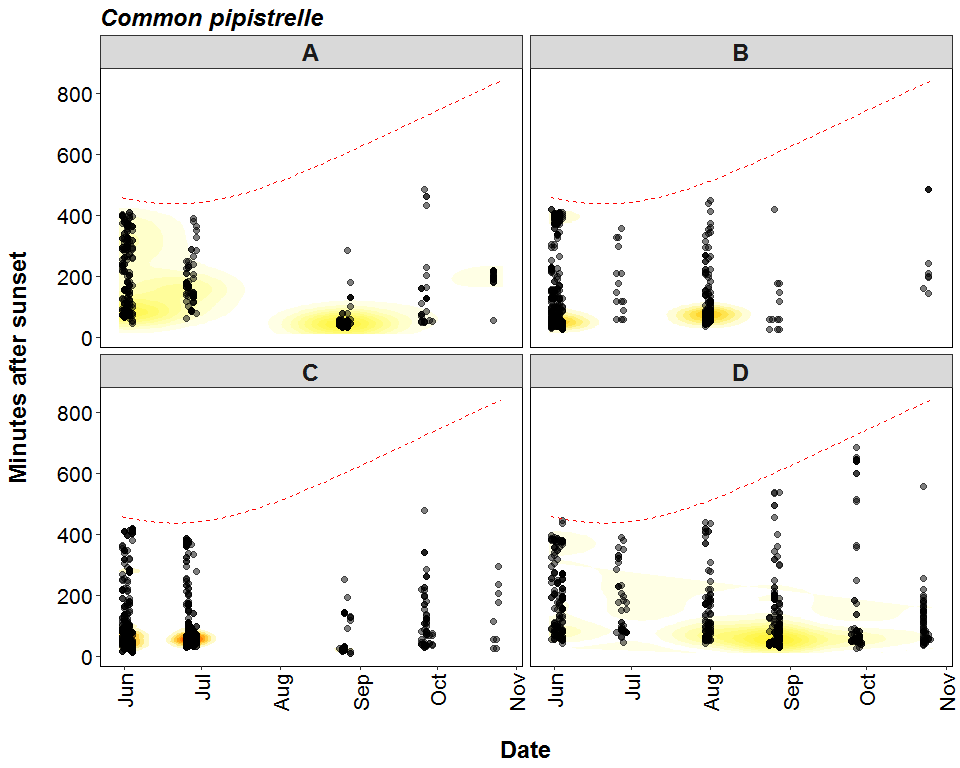 Common pipistrelle
A
B
800
600
400
200
0
C
D
800
600
400
200
0
Minutes after sunset
Jun
Jul
Aug
Sep
Oct
Nov
Jun
Jul
Aug
Sep
Oct
Nov
Date